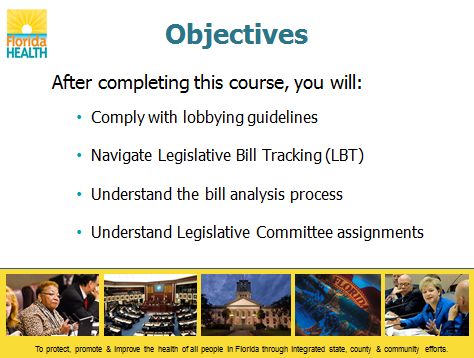 Florida
HEALTH
Objectives
After completing this course, you will:
• Comply with lobbying guidelines
• Navigate Legislative Bill Tracking (LBT)
• Understand the bill analysis process
• Understand Legislative Committee assignments
FLORIDA
To protect, promote & improve the health of all people in Florida through integrated state, county & community efforts.